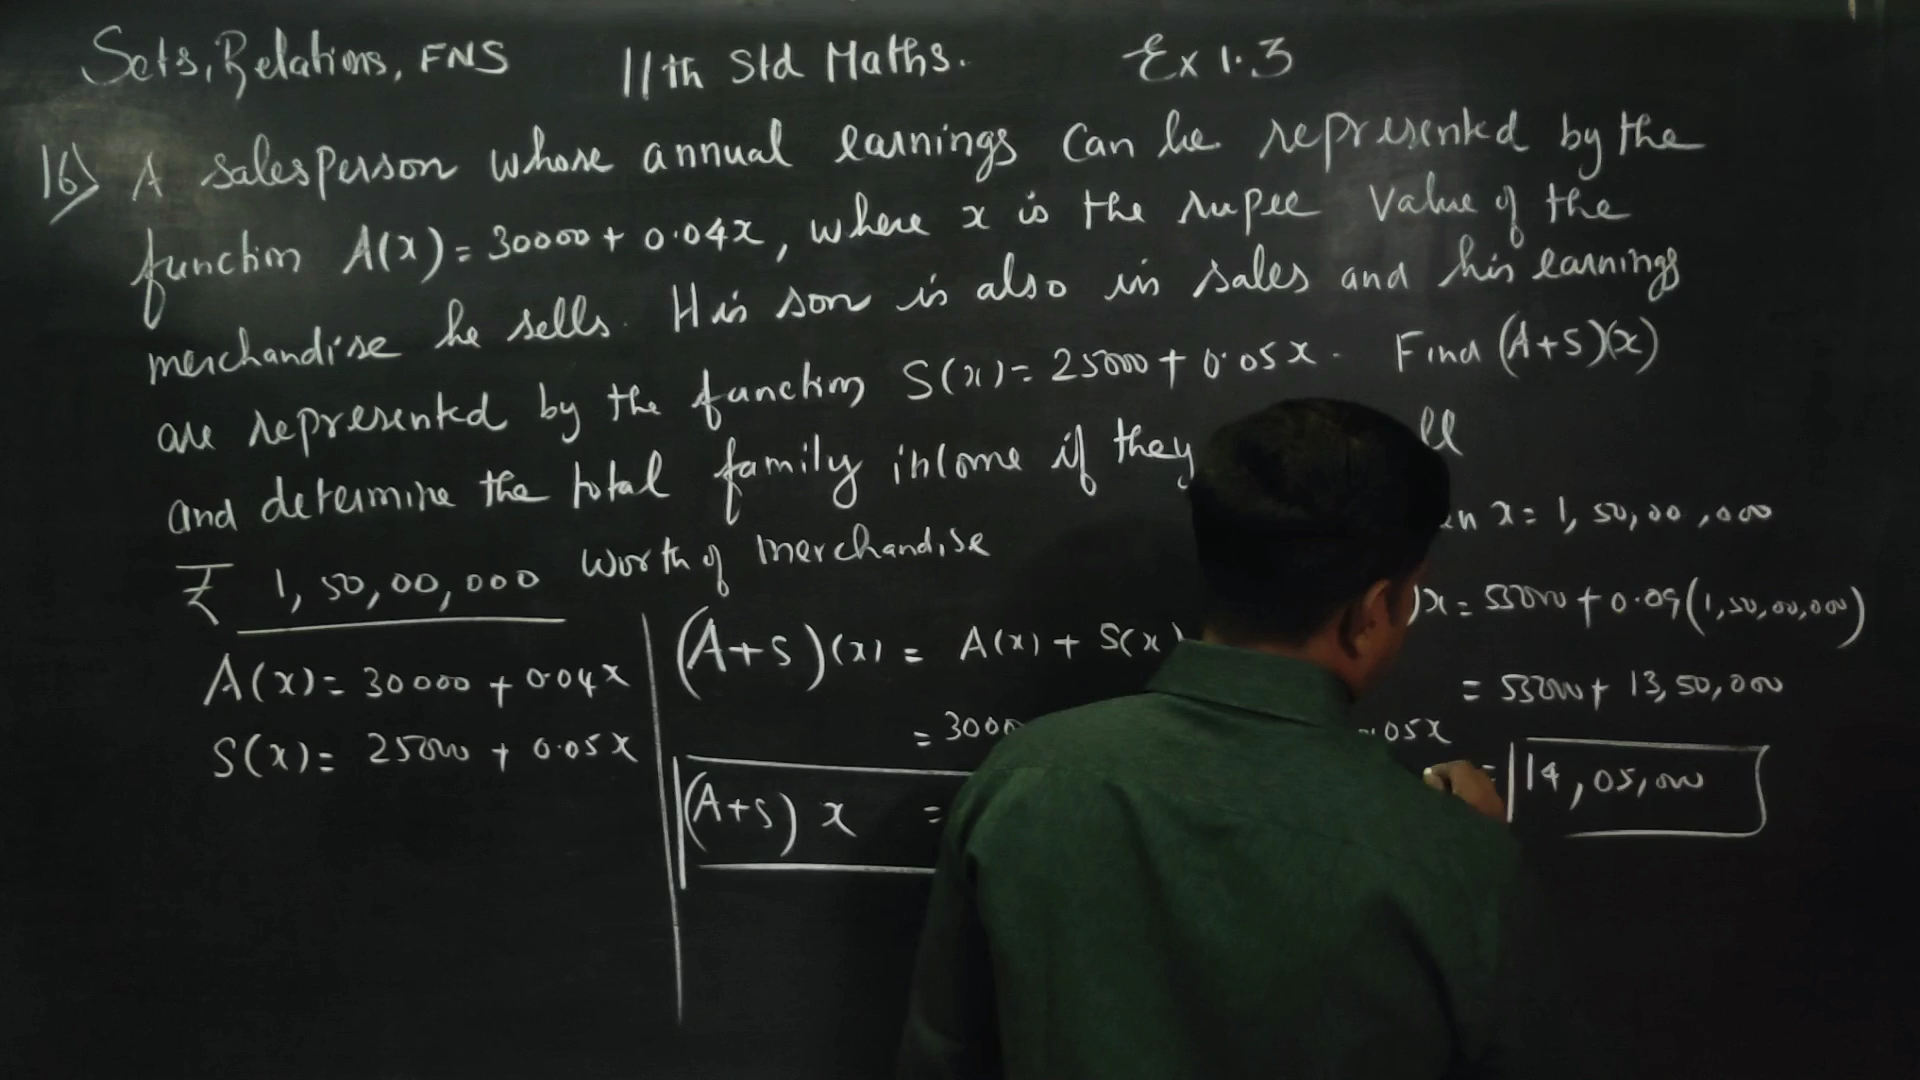 Sets, Relations, FNS 11th Std Maths. Ex 1.3
16) A salesperson whose annual earnings can be represented by the
function A(x) = 30000 + 0.04x, where x is the rupee value of the
merchandise he sells. His son is also in sales and his earnings
are represented by the function S(x) = 25000 + 0.05x. Find (A+S)(x)
and determine the total family income if they ll
₹ 1,50,00,000 worth of merchandise
A(x) = 30000 + 0.04x
S(x) = 25000 + 0.05x
(A+S)(x) = A(x) + S(x)
= 3000 .05x
(A+S) x =
en x = 1,50,00,000
)x = 55000 + 0.09(1,50,00,000)
= 55000 + 13,50,000
= 14,05,000